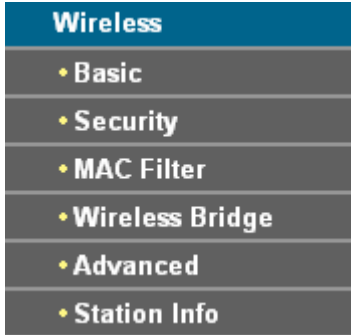 Wireless
• Basic
• Security
• MAC Filter
• Wireless Bridge
• Advanced
• Station Info